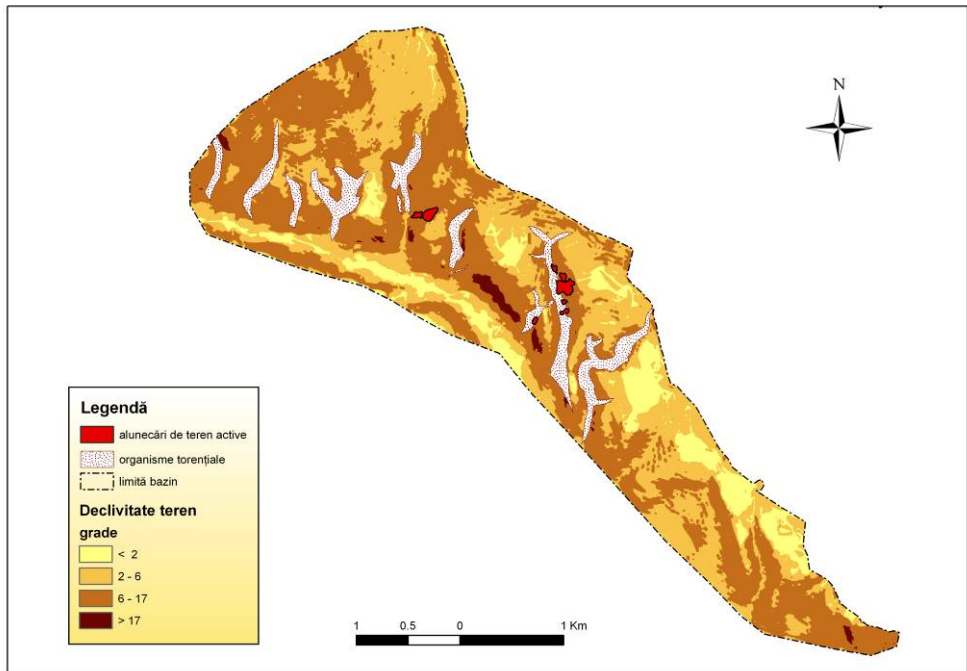 N
Legendă
alunecări de teren active
organisme torențiale
limită bazin
Declivitate teren
grade
< 2
2 - 6
6 - 17
> 17
1 0.5 0 1 Km